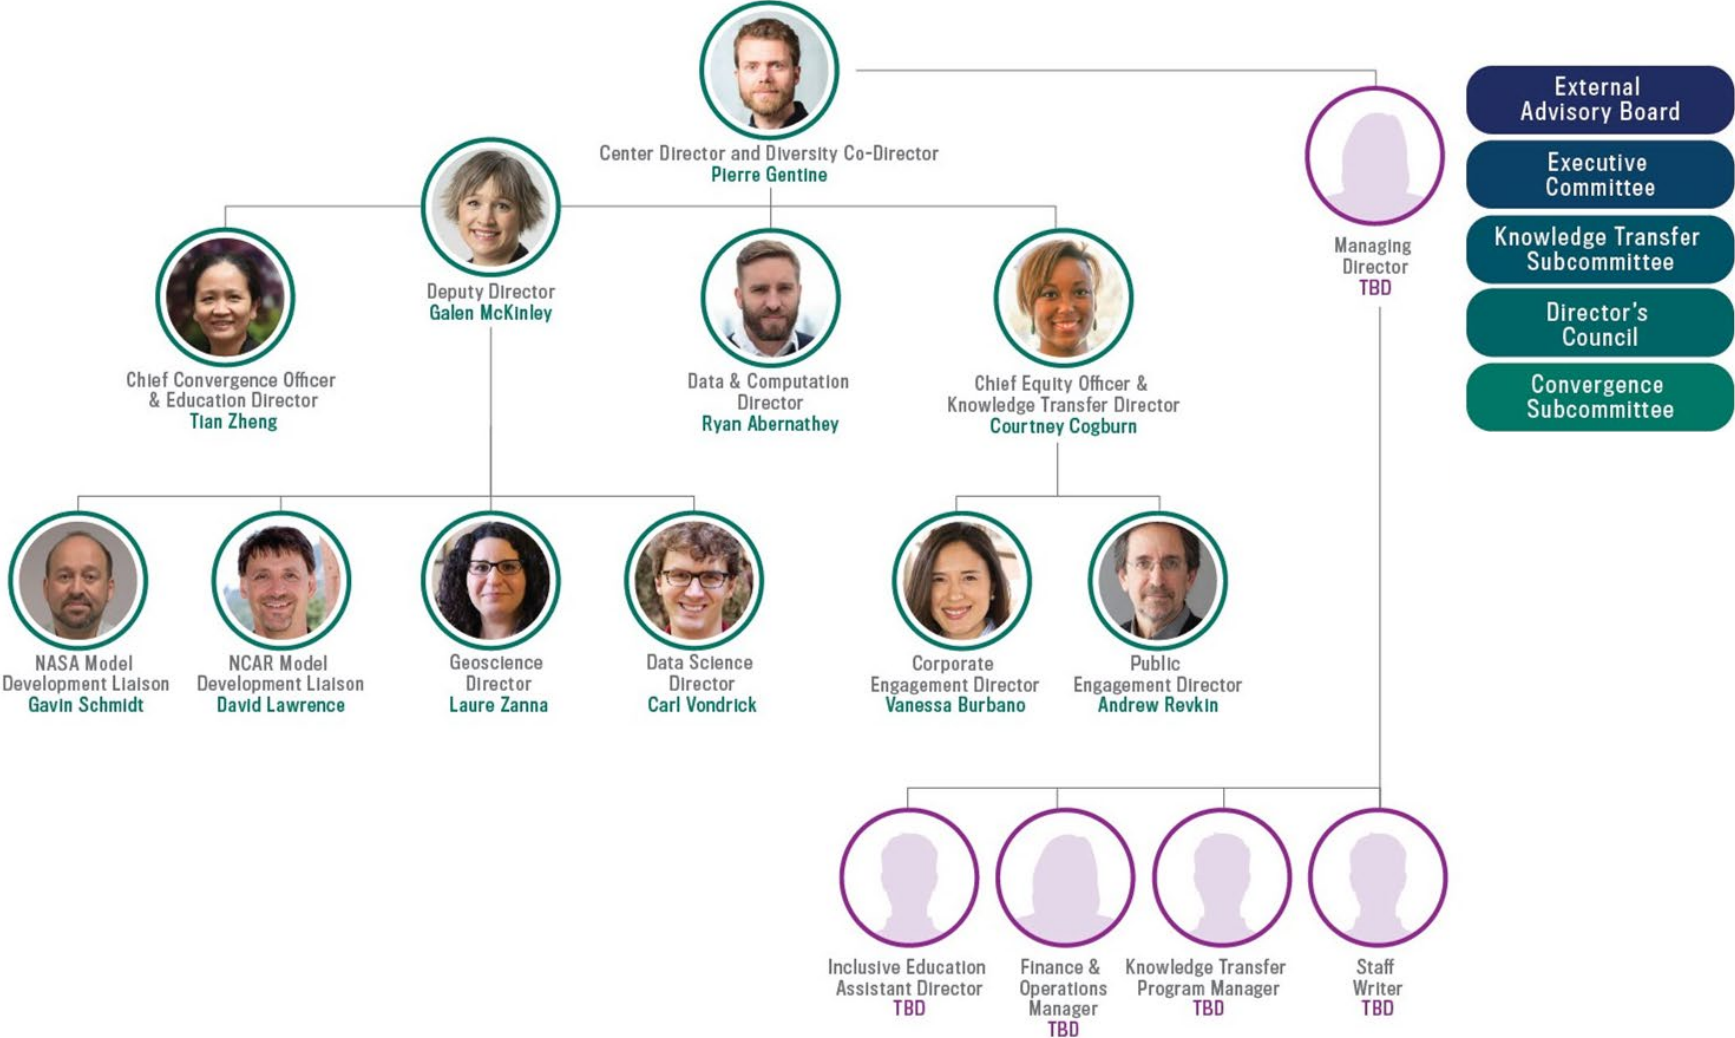 Center Director and Diversity Co-Director
Pierre Gentine
Deputy Director
Galen McKinley
Managing
Director
TBD
External
Advisory Board
Executive
Committee
Knowledge Transfer
Subcommittee
Director's
Council
Convergence
Subcommittee
Chief Convergence Officer
& Education Director
Tian Zheng
Data & Computation
Director
Ryan Abernathey
Chief Equity Officer &
Knowledge Transfer Director
Courtney Cogburn
NASA Model
Development Liaison
Gavin Schmidt
NCAR Model
Development Liaison
David Lawrence
Geoscience
Director
Laure Zanna
Data Science
Director
Carl Vondrick
Corporate
Engagement Director
Vanessa Burbano
Public
Engagement Director
Andrew Revkin
Inclusive Education
Assistant Director
TBD
Finance &
Operations
Manager
TBD
Knowledge Transfer
Program Manager
TBD
Staff
Writer
TBD